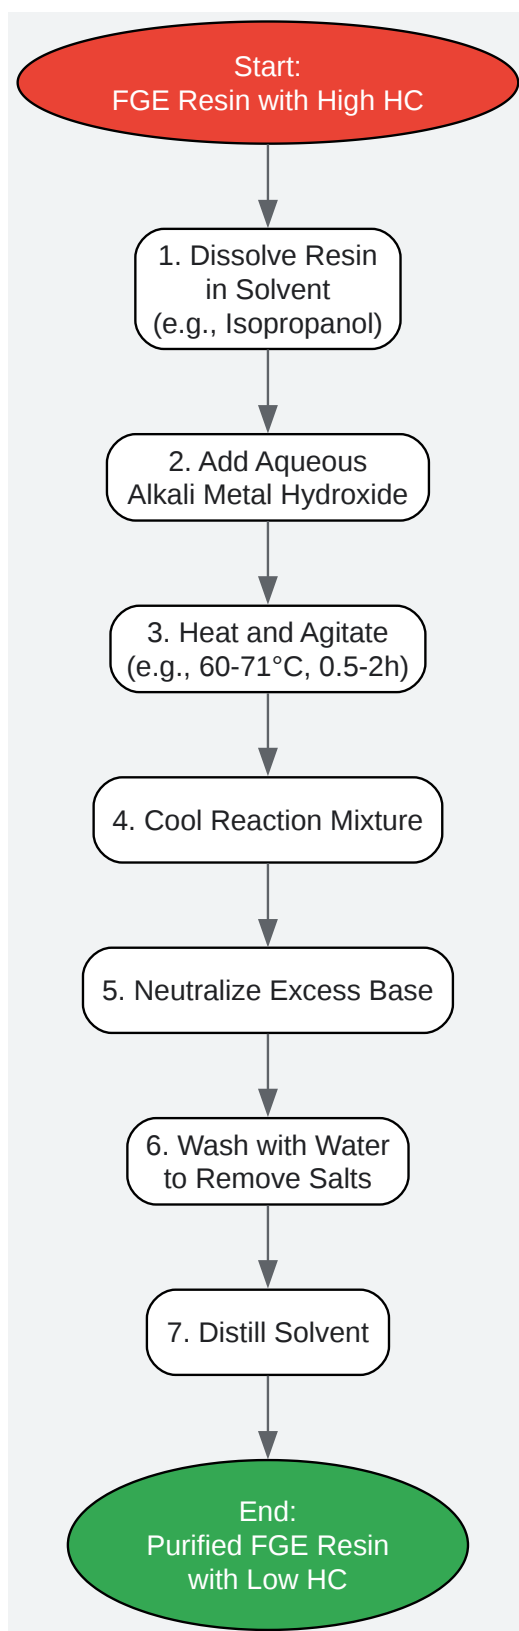 Start:
FGE Resin with High HC
1. Dissolve Resin
in Solvent
(e.g., Isopropanol)
2. Add Aqueous
Alkali Metal Hydroxide
3. Heat and Agitate
(e.g., 60-71°C, 0.5-2h)
4. Cool Reaction Mixture
5. Neutralize Excess Base
6. Wash with Water
to Remove Salts
7. Distill Solvent
End:
Purified FGE Resin
with Low HC